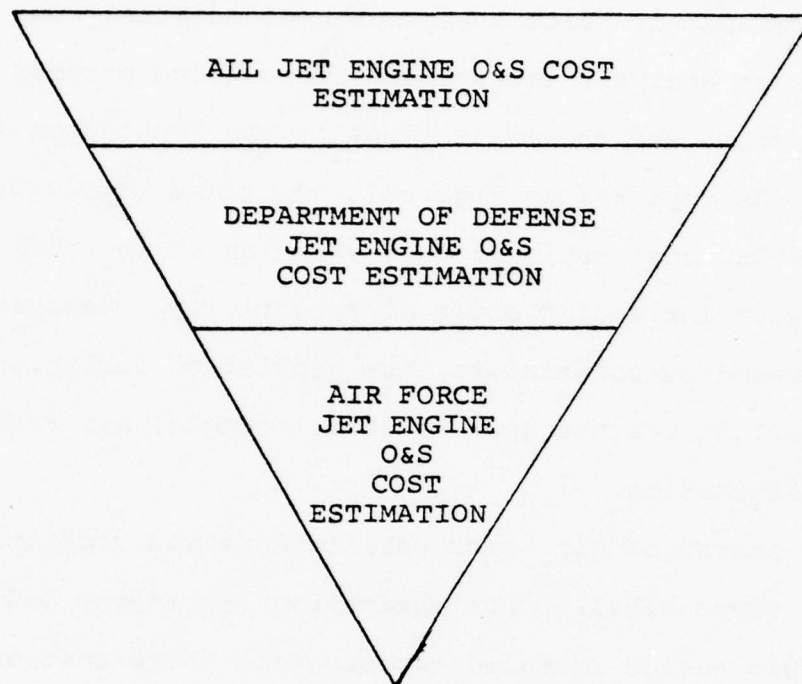 ALL JET ENGINE O&S COST
ESTIMATION
DEPARTMENT OF DEFENSE
JET ENGINE O&S
COST ESTIMATION
AIR FORCE
JET ENGINE
O&S
COST
ESTIMATION